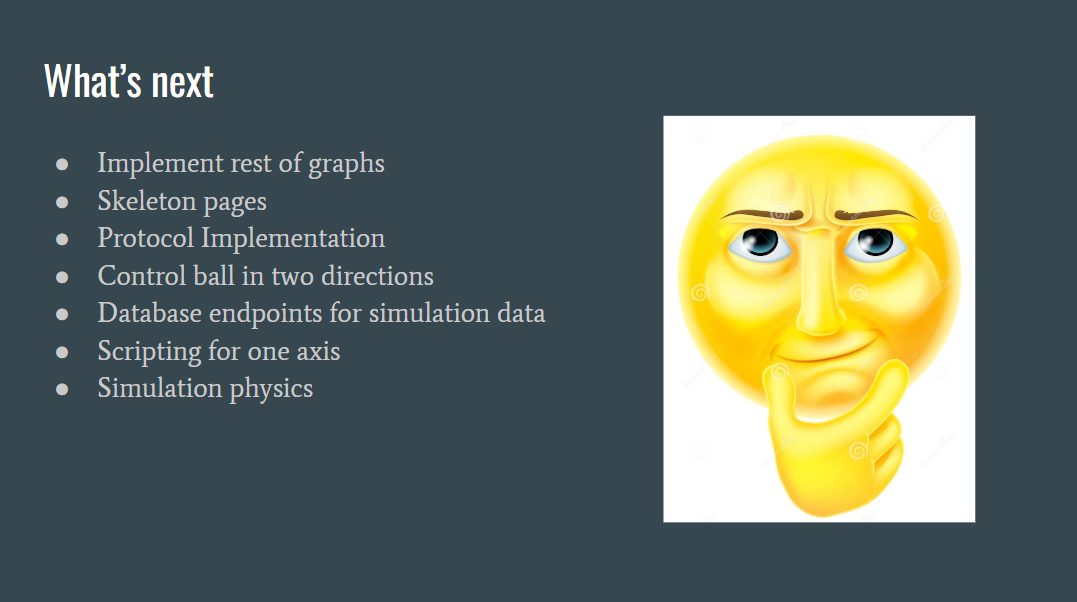 What's next
● Implement rest of graphs
● Skeleton pages
● Protocol Implementation
● Control ball in two directions
● Database endpoints for simulation data
● Scripting for one axis
● Simulation physics